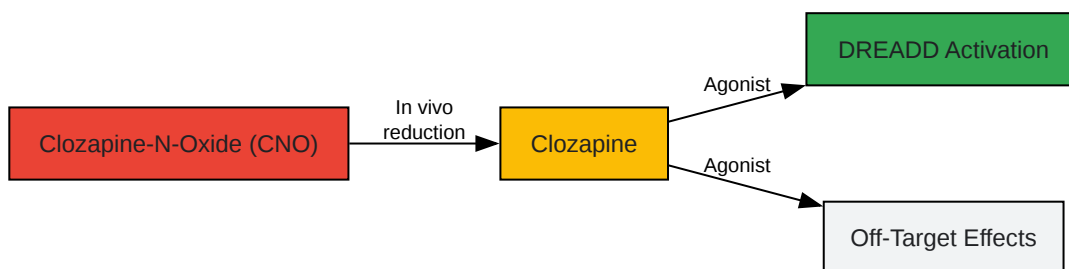 Clozapine-N-Oxide (CNO)
In vivo
reduction
Clozapine
Agonist
DREADD Activation
Agonist
Off-Target Effects